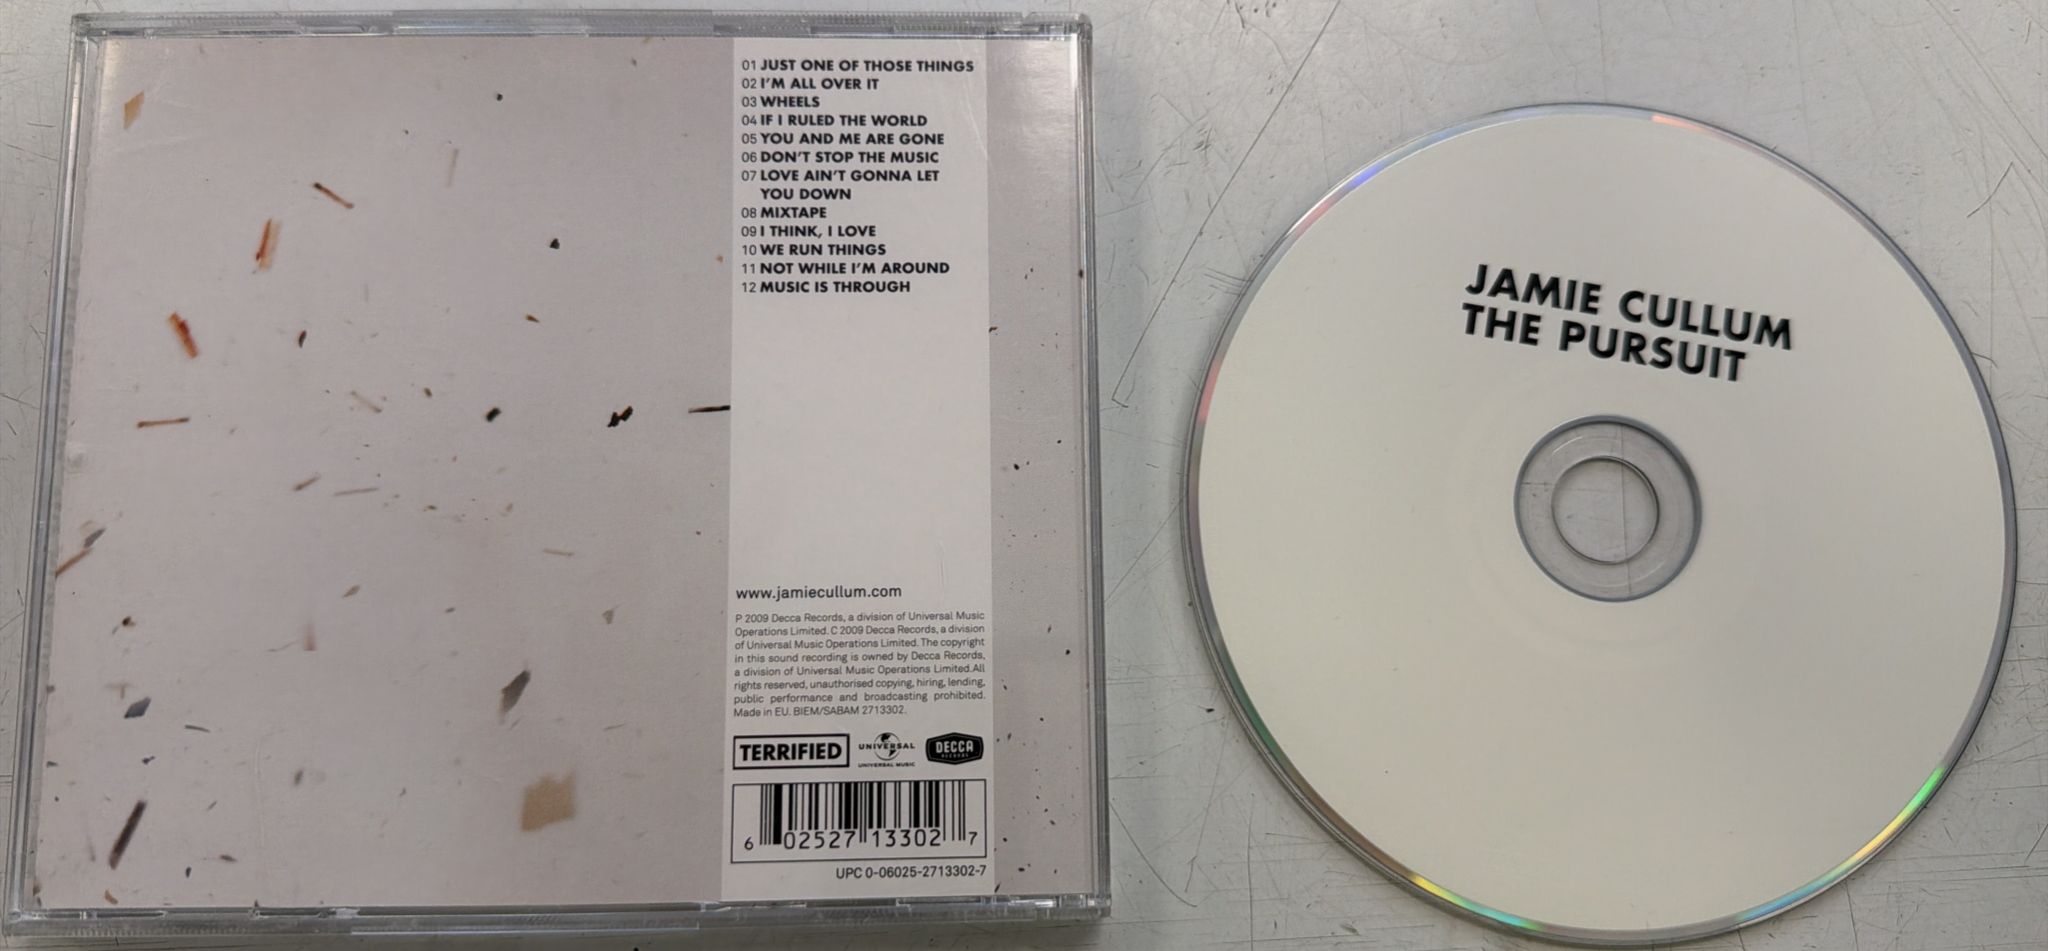 01 JUST ONE OF THOSE THINGS
02 I'M ALL OVER IT
03 WHEELS
04 IF I RULED THE WORLD
05 YOU AND ME ARE GONE
06 DON'T STOP THE MUSIC
07 LOVE AIN'T GONNA LET
YOU DOWN
08 MIXTAPE
09 I THINK, I LOVE
10 WE RUN THINGS
11 NOT WHILE I'M AROUND
12 MUSIC IS THROUGH
www.jamiecullum.com
P 2009 Decca Records, a division of Universal Music
Operations Limited. C 2009 Decca Records, a division
of Universal Music Operations Limited. The copyright
in this sound recording is owned by Decca Records,
a division of Universal Music Operations Limited.All
rights reserved, unauthorised copying, hiring, lending,
public performance and broadcasting prohibited.
Made in EU. BIEM/SABAM 2713302.
TERRIFIED
UNIVERSAL
UNIVERSAL MUSIC
DECCA
RECORDS
6 02527 13302 7
UPC 0-06025-2713302-7
JAMIE CULLUM
THE PURSUIT